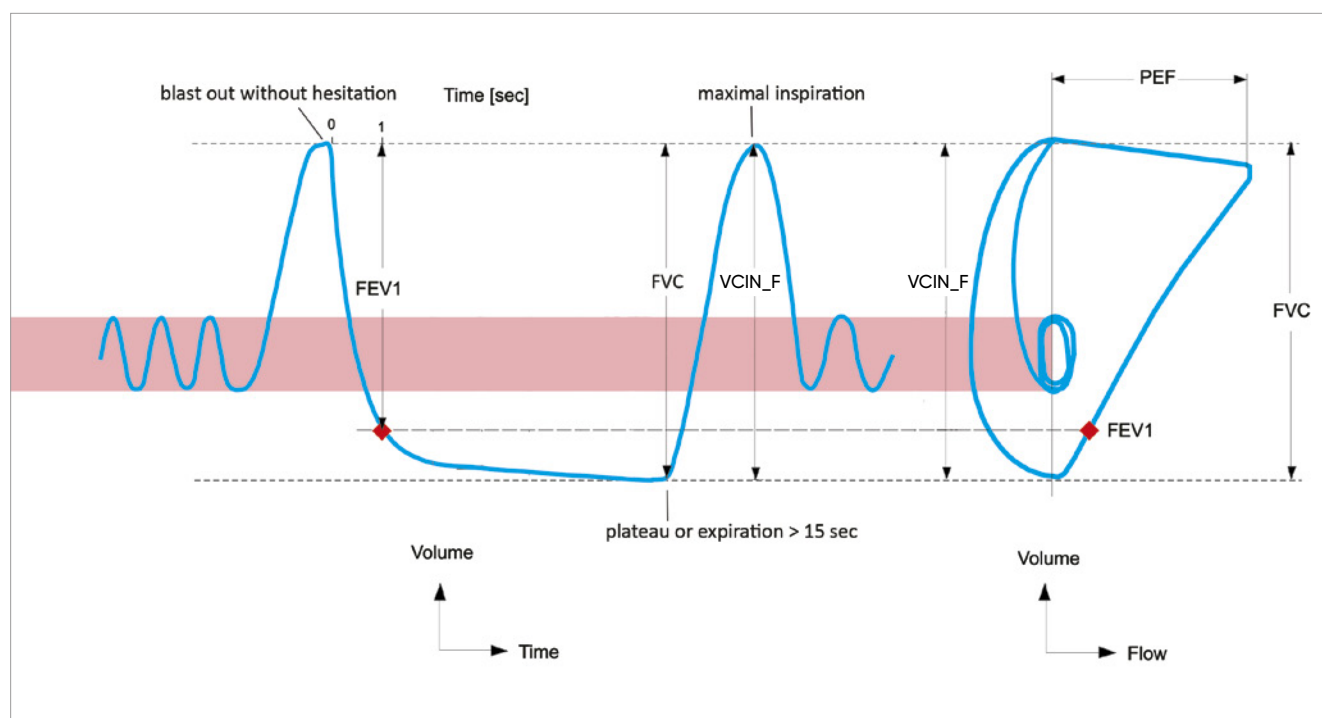 PEF
blast out without hesitation
Time [sec]
maximal inspiration
0
1
FEV1
FVC
VCIN_F
VCIN_F
FVC
FEV1
plateau or expiration > 15 sec
Volume
Time
Volume
Flow